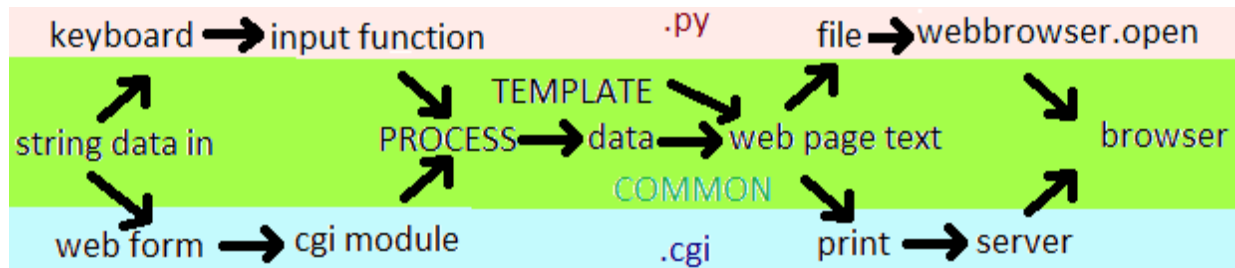 keyboard input function .py file webbrowser.open
TEMPLATE
string data in PROCESS data web page text browser
COMMON
web form cgi module .cgi print server